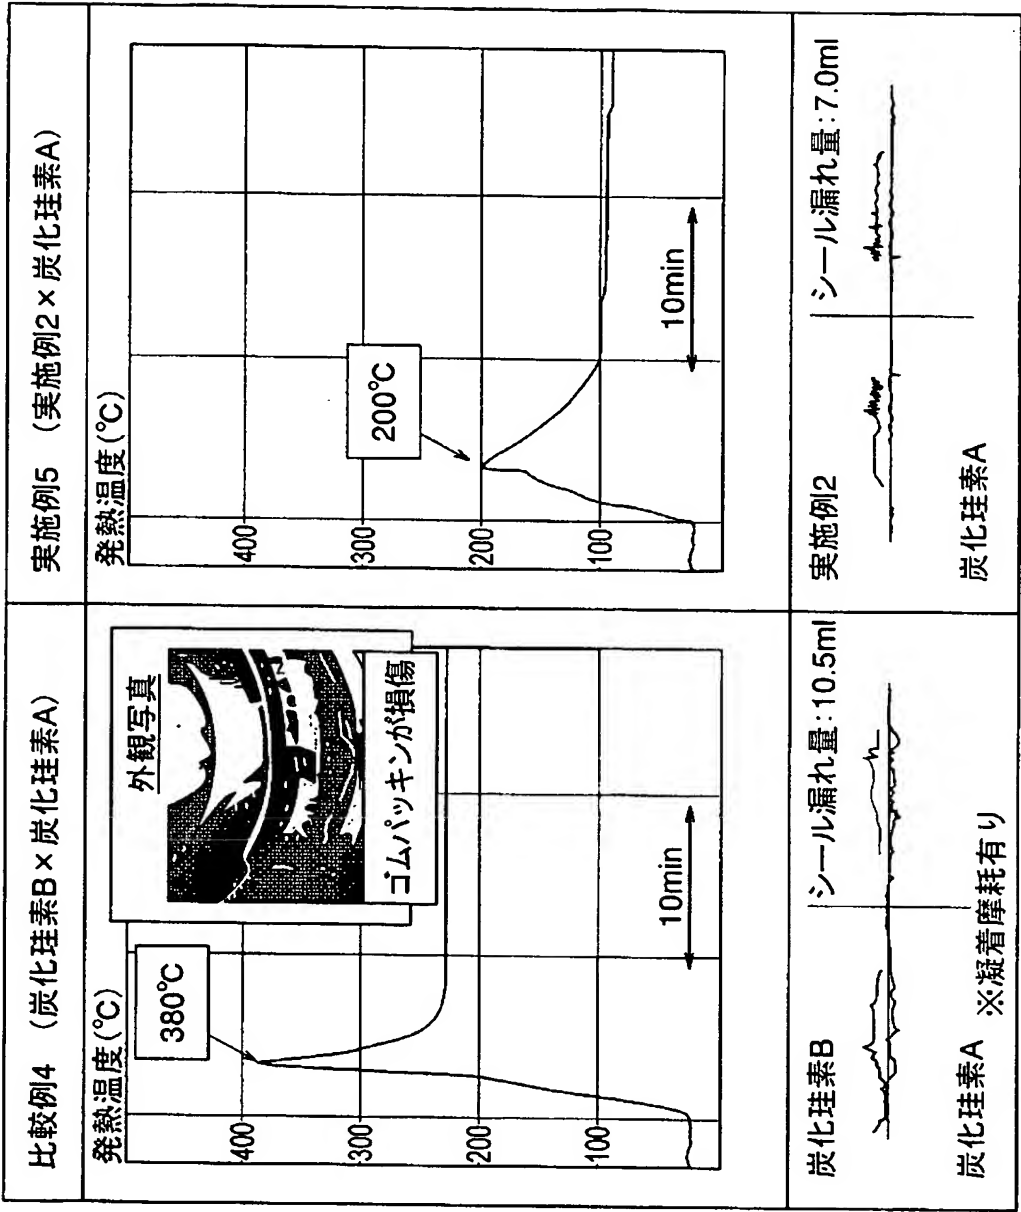 比較例4 (炭化珪素B×炭化珪素A)
発熱温度(℃)
400
300
200
100
380℃
外観写真
ゴムパッキンが損傷
10min
炭化珪素B
シール漏れ量:10.5ml
炭化珪素A
※凝着摩耗有り
実施例5 (実施例2×炭化珪素A)
発熱温度(℃)
400
300
200
100
200℃
10min
実施例2
シール漏れ量:7.0ml
炭化珪素A